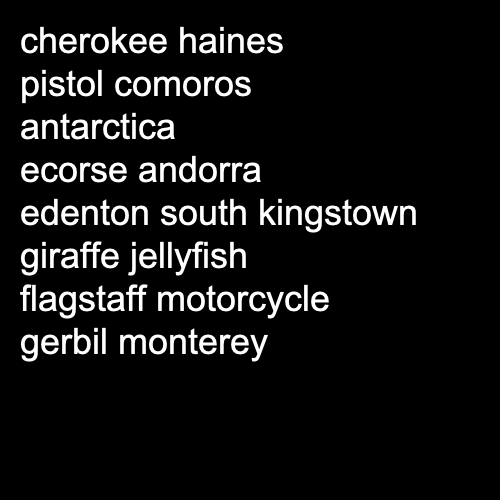 cherokee haines
pistol comoros
antarctica
ecorse andorra
edenton south kingstown
giraffe jellyfish
flagstaff motorcycle
gerbil monterey